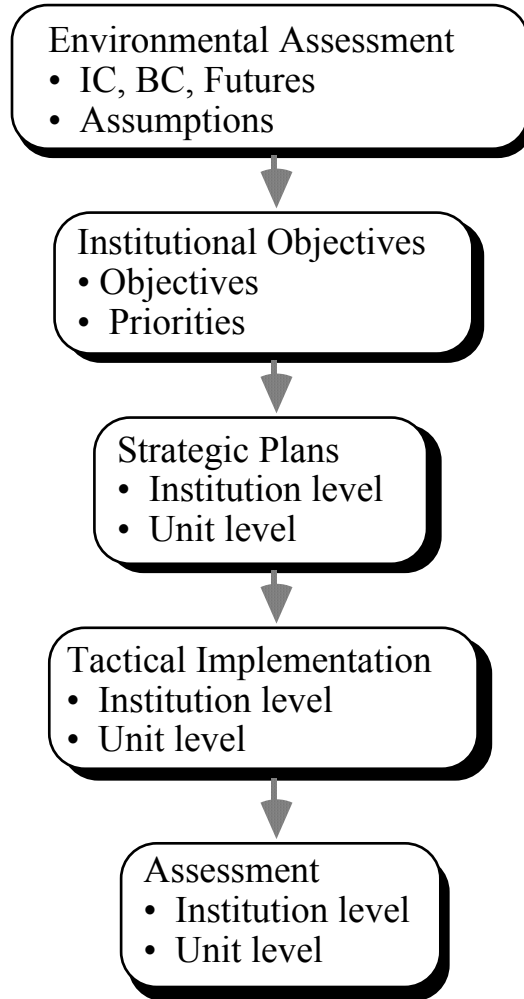 Environmental Assessment
• IC, BC, Futures
• Assumptions
Institutional Objectives
• Objectives
• Priorities
Strategic Plans
• Institution level
• Unit level
Tactical Implementation
• Institution level
• Unit level
Assessment
• Institution level
• Unit level